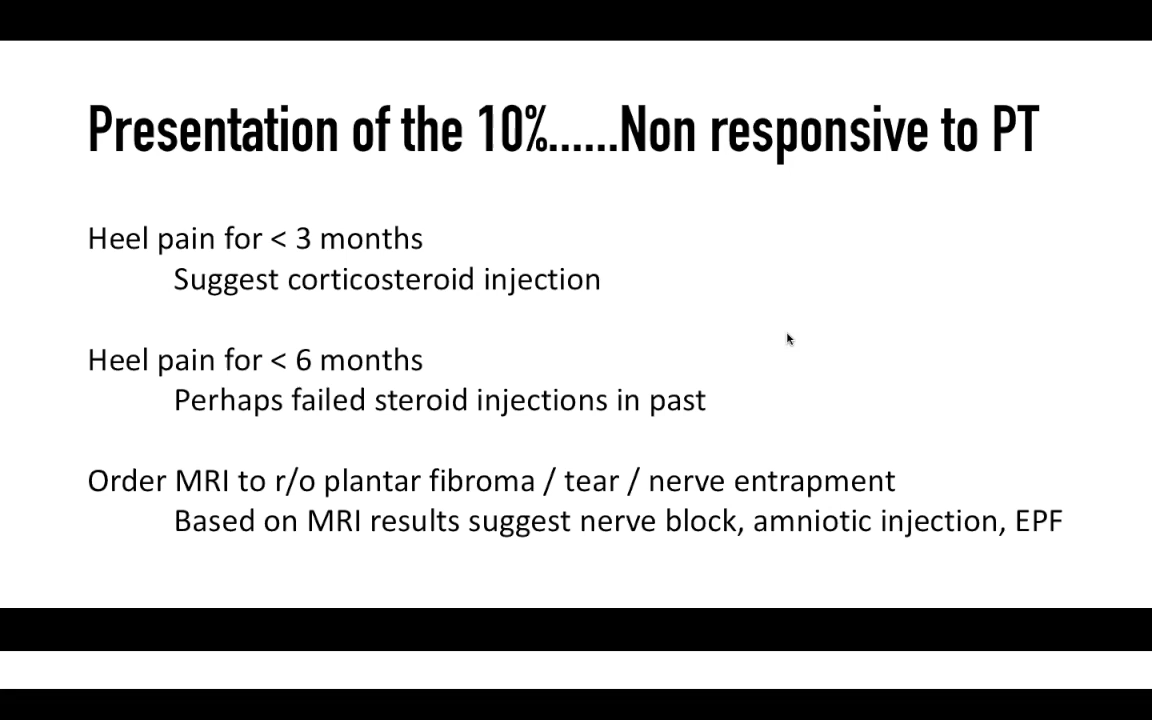 Presentation of the 10%......Non responsive to PT
Heel pain for < 3 months
Suggest corticosteroid injection
Heel pain for < 6 months
Perhaps failed steroid injections in past
Order MRI to r/o plantar fibroma / tear / nerve entrapment
Based on MRI results suggest nerve block, amniotic injection, EPF